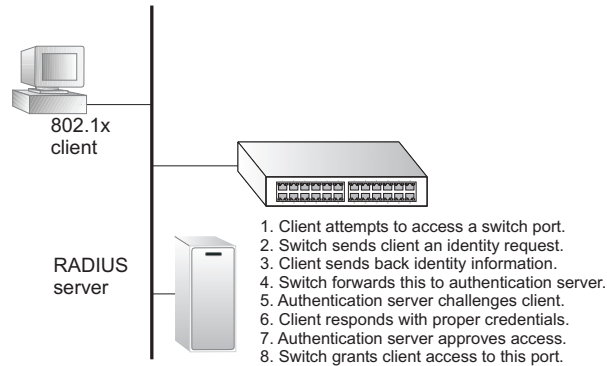 802.1x
client
1. Client attempts to access a switch port.
2. Switch sends client an identity request.
3. Client sends back identity information.
4. Switch forwards this to authentication server.
5. Authentication server challenges client.
6. Client responds with proper credentials.
7. Authentication server approves access.
8. Switch grants client access to this port.
RADIUS
server